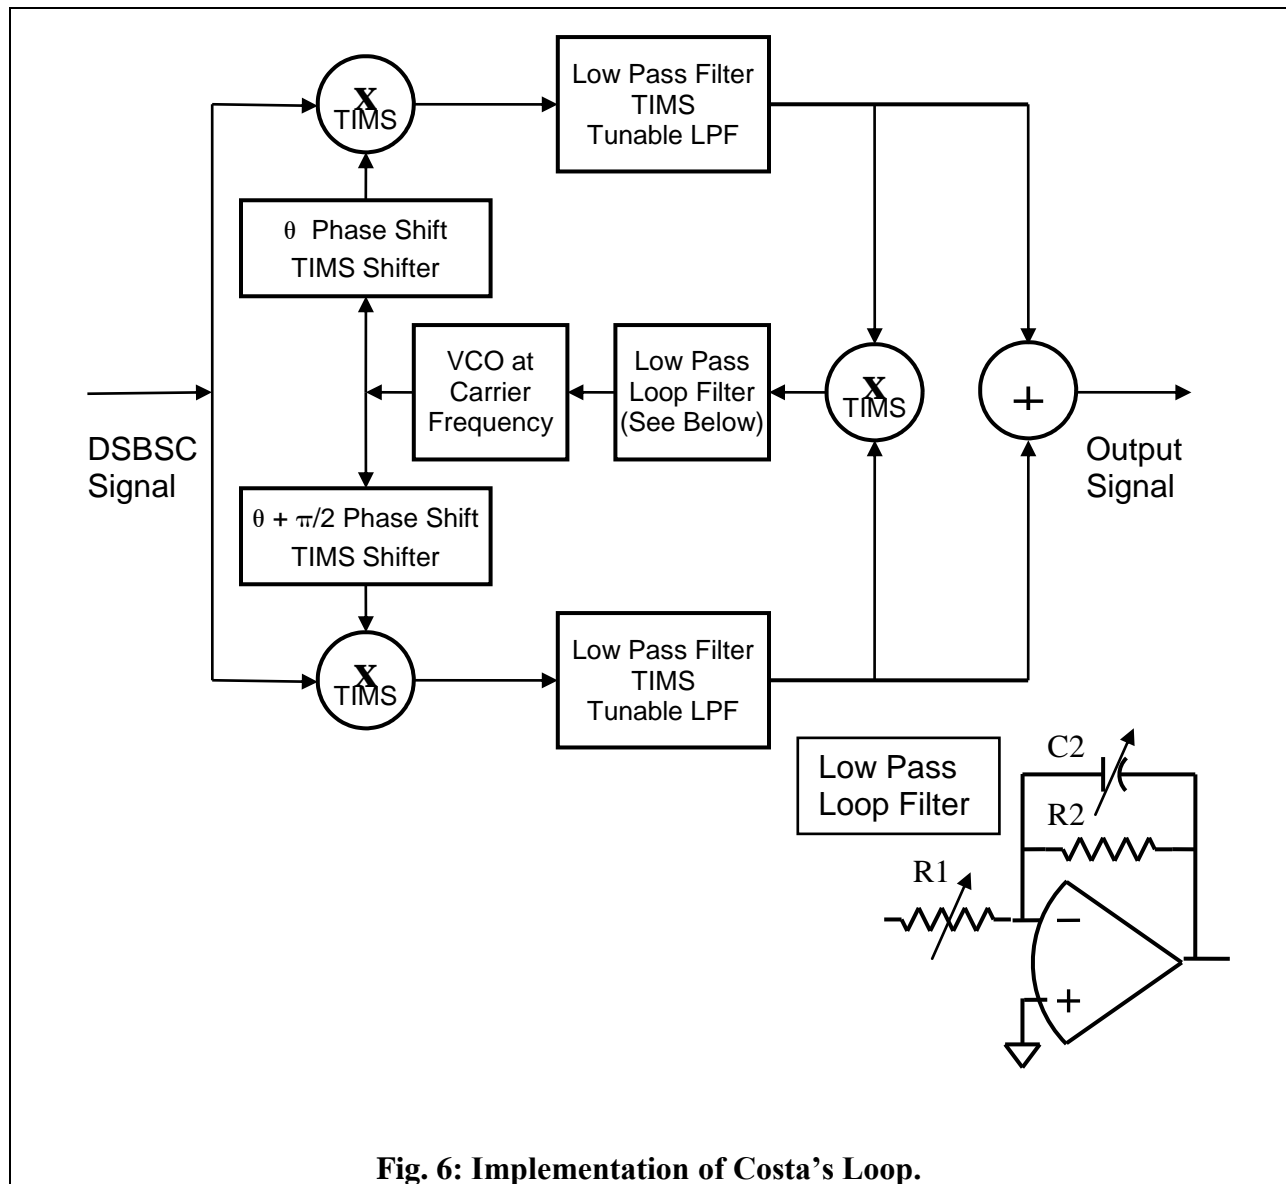 X
TIMS
Low Pass Filter
TIMS
Tunable LPF
θ Phase Shift
TIMS Shifter
VCO at
Carrier
Frequency
Low Pass
Loop Filter
(See Below)
X
TIMS
+
DSBSC
Signal
Output
Signal
θ + π/2 Phase Shift
TIMS Shifter
X
TIMS
Low Pass Filter
TIMS
Tunable LPF
Low Pass
Loop Filter
C2
R2
R1
−
+
Fig. 6: Implementation of Costa's Loop.